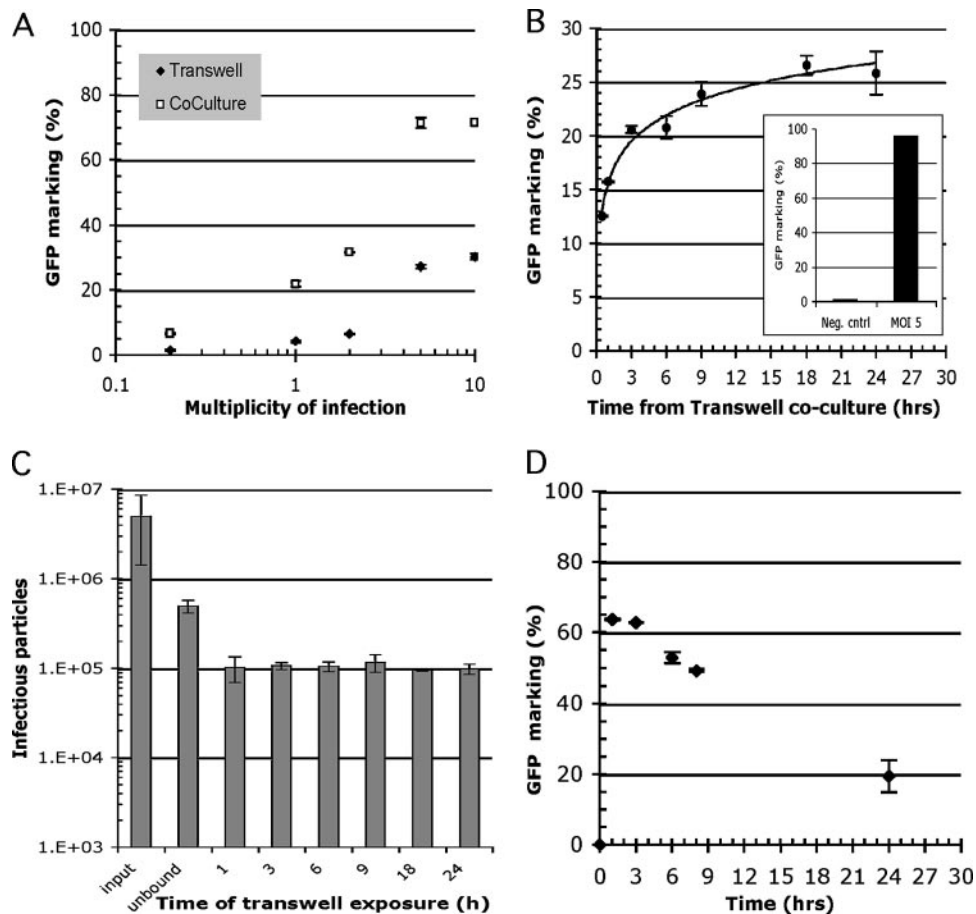 A
100
80
60
40
20
0
GFP marking (%)
Transwell
CoCulture
0.1
1
10
Multiplicity of infection
B
30
25
20
15
10
5
0
GFP marking (%)
0 3 6 9 12 15 18 21 24 27 30
Time from Transwell co-culture (hrs)
100
80
60
40
20
0
GFP marking (%)
Neg. cntrl
MOI 5
C
1.E+07
1.E+06
1.E+05
1.E+04
1.E+03
Infectious particles
input
unbound
1
3
6
9
18
24
Time of transwell exposure (h)
D
100
80
60
40
20
0
GFP marking (%)
0 3 6 9 12 15 18 21 24 27 30
Time (hrs)